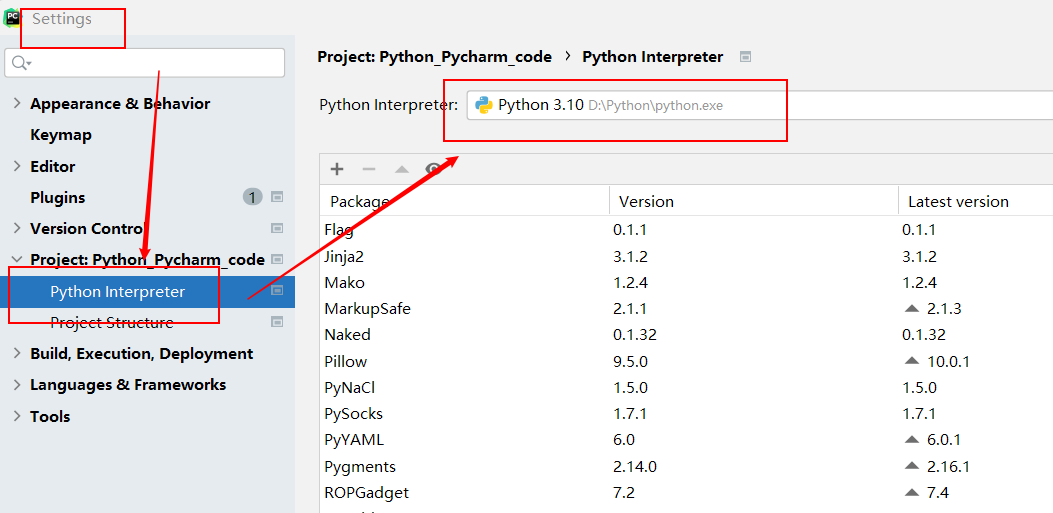 PC Settings
Project: Python_Pycharm_code › Python Interpreter
Appearance & Behavior
Keymap
Editor
Plugins 1
Version Control
Project: Python_Pycharm_code
Python Interpreter
Project Structure
Build, Execution, Deployment
Languages & Frameworks
Tools
Python Interpreter: Python 3.10 D:\Python\python.exe
Package Version Latest version
Flag 0.1.1 0.1.1
Jinja2 3.1.2 3.1.2
Mako 1.2.4 1.2.4
MarkupSafe 2.1.1 2.1.3
Naked 0.1.32 0.1.32
Pillow 9.5.0 10.0.1
PyNaCl 1.5.0 1.5.0
PySocks 1.7.1 1.7.1
PyYAML 6.0 6.0.1
Pygments 2.14.0 2.16.1
ROPGadget 7.2 7.4